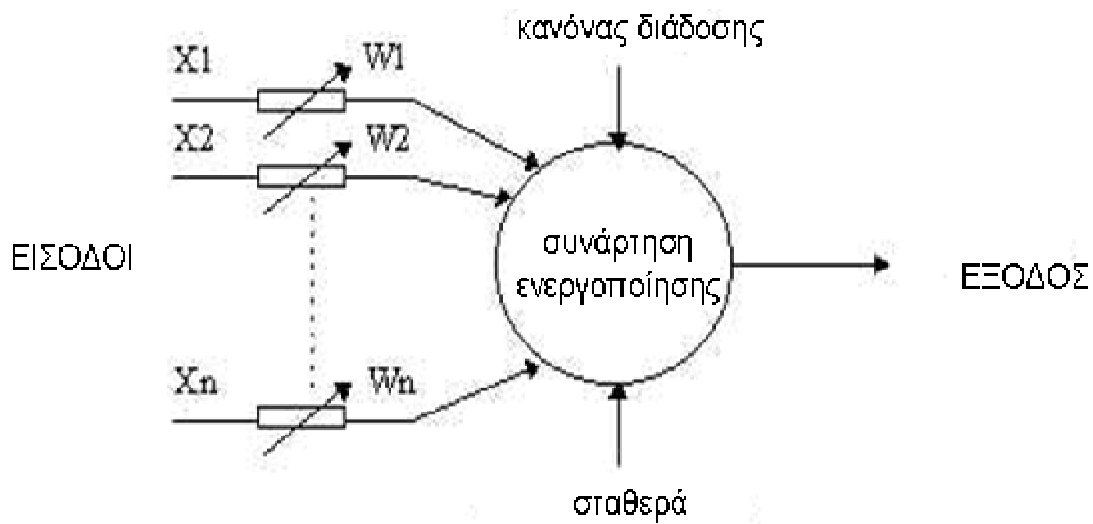 κανόνας διάδοσης
X1
W1
X2
W2
ΕΙΣΟΔΟΙ
συνάρτηση
ενεργοποίησης
ΕΞΟΔΟΣ
Xn
Wn
σταθερά